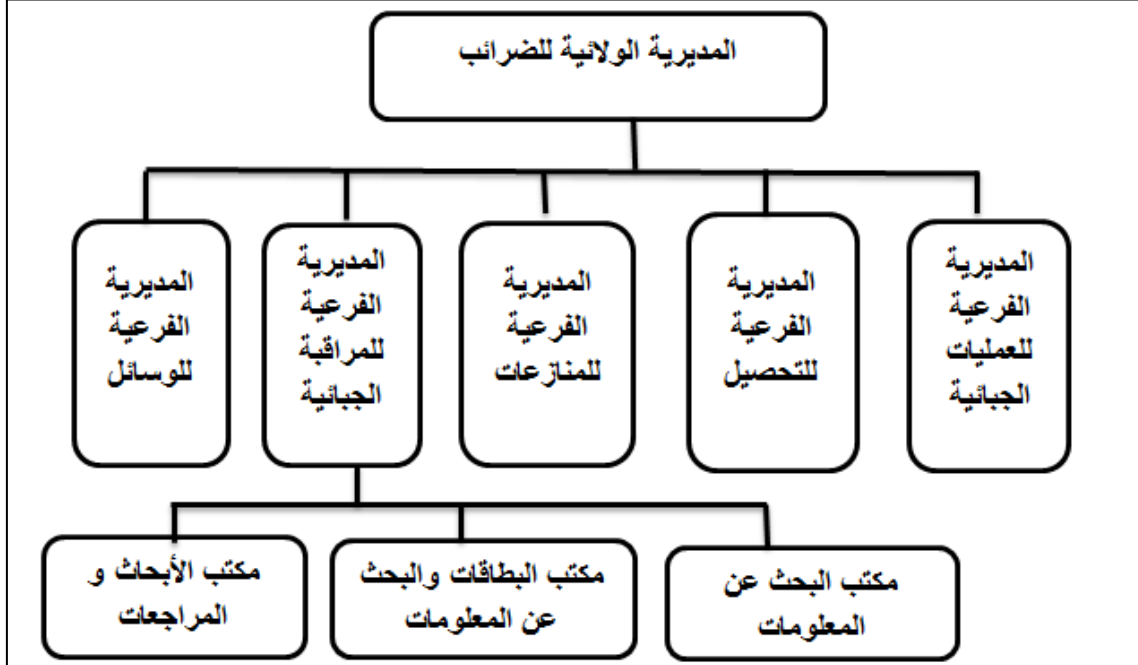 المديرية الولائية للضرائب
المديرية
الفرعية
للعمليات
الجبائية
المديرية
الفرعية
للتحصيل
المديرية
الفرعية
للمنازعات
المديرية
الفرعية
للمراقبة
الجبائية
المديرية
الفرعية
للوسائل
مكتب البحث عن
المعلومات
مكتب البطاقات والبحث
عن المعلومات
مكتب الأبحاث و
المراجعات